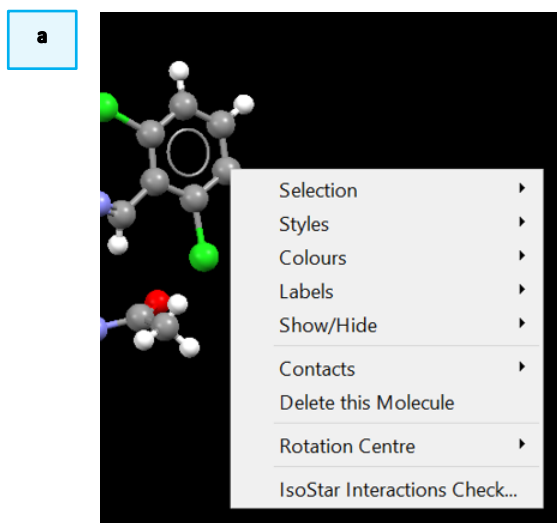 a
Selection
Styles
Colours
Labels
Show/Hide
Contacts
Delete this Molecule
Rotation Centre
IsoStar Interactions Check...